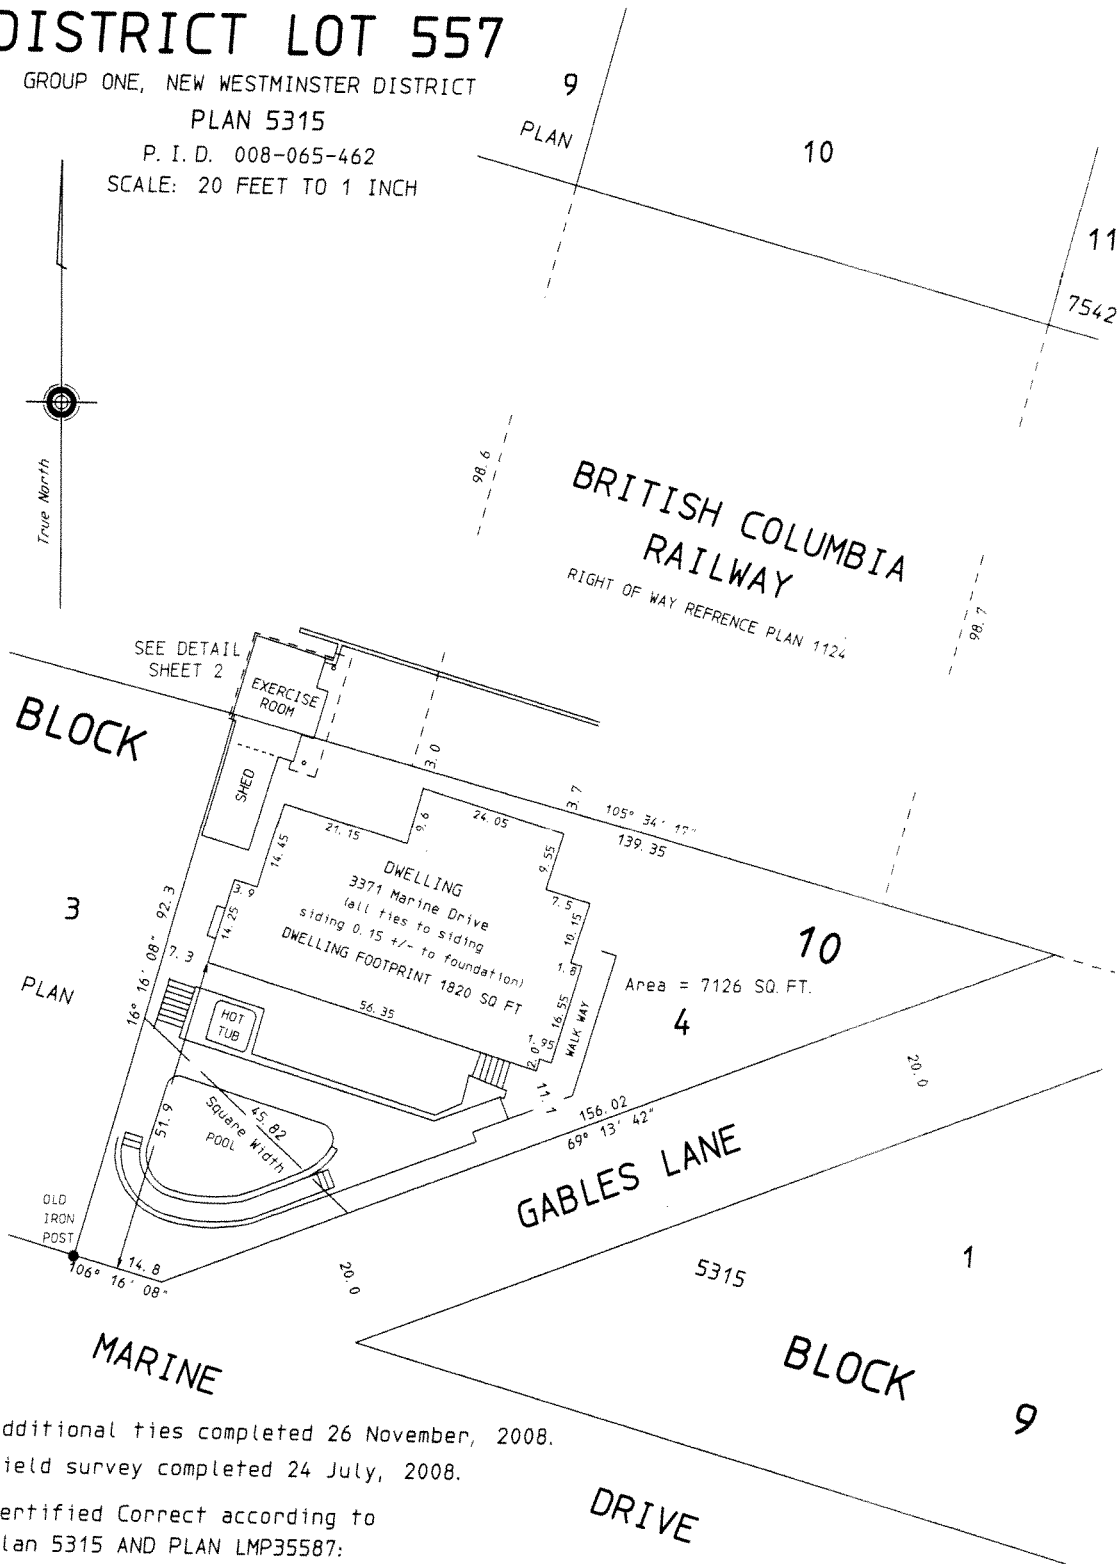 DISTRICT LOT 557
GROUP ONE, NEW WESTMINSTER DISTRICT
PLAN 5315
P. I. D. 008-065-462
SCALE: 20 FEET TO 1 INCH
9
PLAN
10
11
7542
True North
98.6
BRITISH COLUMBIA
RAILWAY
RIGHT OF WAY REFRENCE PLAN 1124
98.7
SEE DETAIL
SHEET 2
EXERCISE
ROOM
BLOCK
SHED
3.0
3.7
105° 34' 17"
139.35
21.15
9.6
24.05
14.45
9.55
DWELLING
3371 Marine Drive
(all ties to siding
siding 0.15 +/- to foundation)
DWELLING FOOTPRINT 1820 SQ FT
3.9
14.25
7.5
10.15
1.8
16.55
1.95
2.0
WALK WAY
56.35
3
PLAN
16° 16' 08" 92.3
7.3
10
Area = 7126 SQ. FT.
4
HOT
TUB
11.1
20.0
156.02
69° 13' 42"
51.9
45.82
Square Width
POOL
GABLES LANE
OLD
IRON
POST
14.8
106° 16' 08"
20.0
5315
1
BLOCK
9
MARINE
DRIVE
dditional ties completed 26 November, 2008.
ield survey completed 24 July, 2008.
ertified Correct according to
lan 5315 AND PLAN LMP35587: